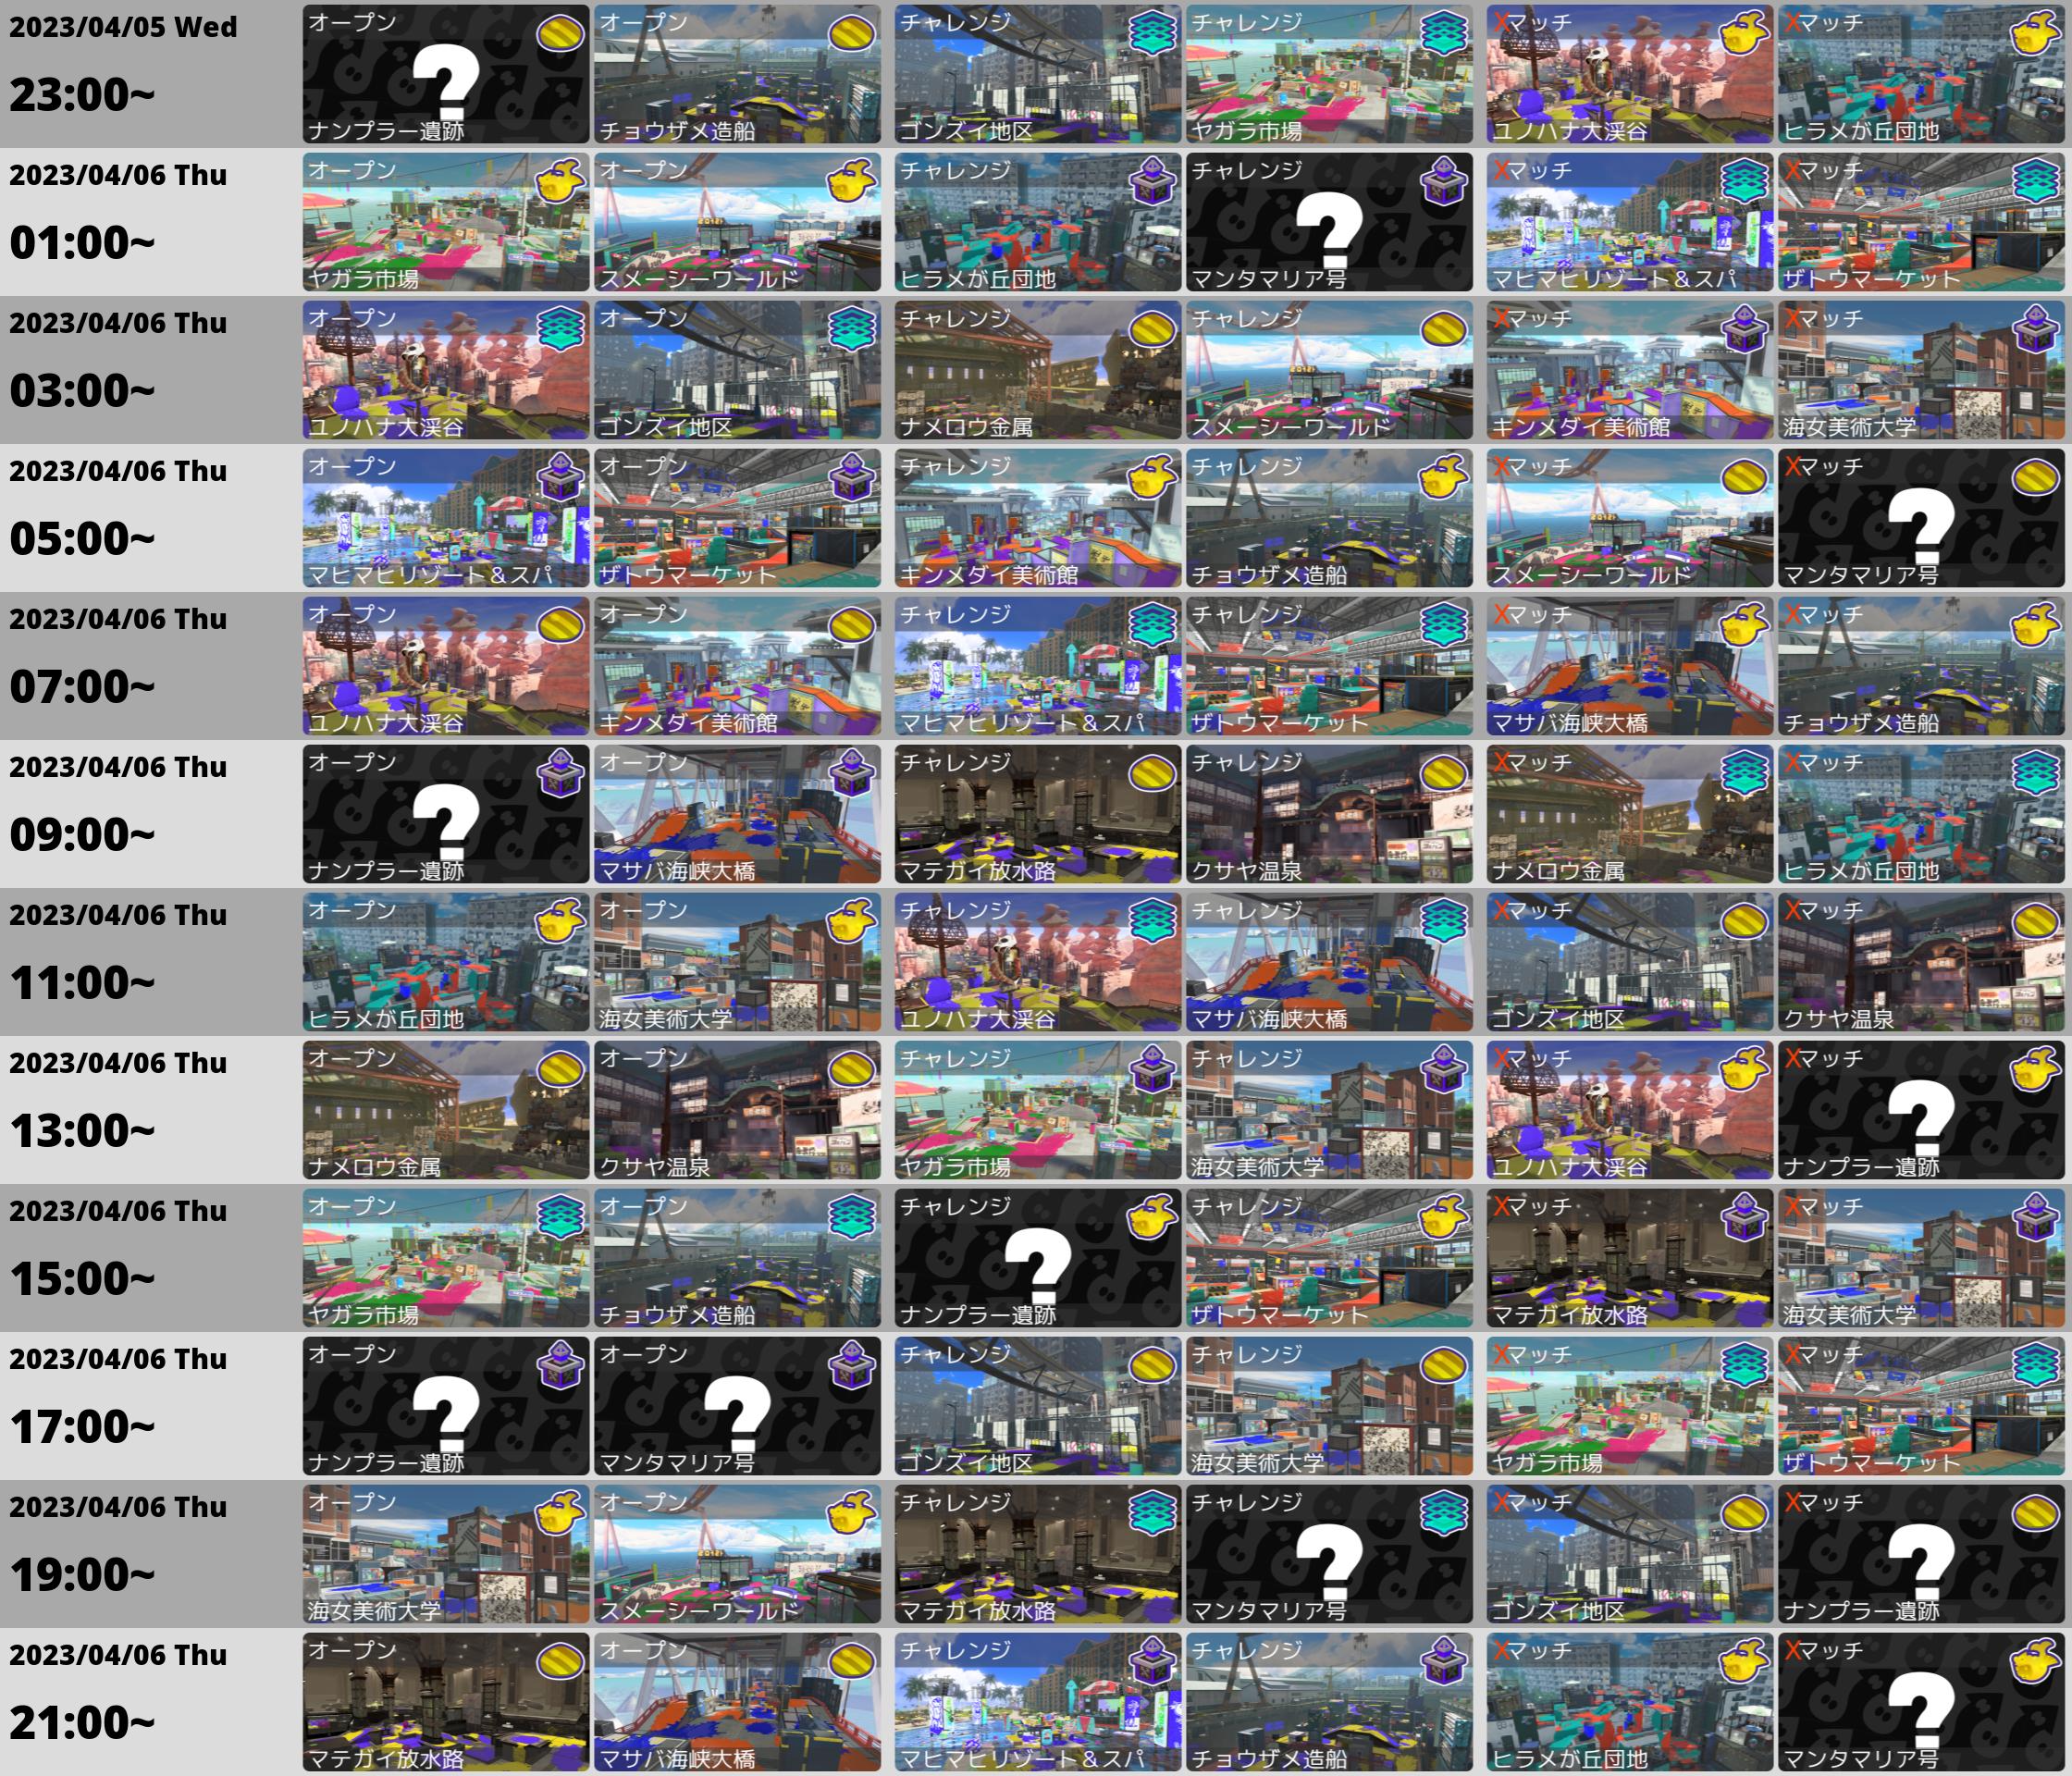 2023/04/05 Wed
23:00~
オープン
ナンプラー遺跡
オープン
チョウザメ造船
チャレンジ
ゴンズイ地区
チャレンジ
ヤガラ市場
Xマッチ
ユノハナ大渓谷
Xマッチ
ヒラメが丘団地
2023/04/06 Thu
01:00~
オープン
ヤガラ市場
オープン
スメーシーワールド
チャレンジ
ヒラメが丘団地
チャレンジ
マンタマリア号
Xマッチ
マヒマヒリゾート＆スパ
Xマッチ
ザトウマーケット
2023/04/06 Thu
03:00~
オープン
ユノハナ大渓谷
オープン
ゴンズイ地区
チャレンジ
ナメロウ金属
チャレンジ
スメーシーワールド
Xマッチ
キンメダイ美術館
Xマッチ
海女美術大学
2023/04/06 Thu
05:00~
オープン
マヒマヒリゾート＆スパ
オープン
ザトウマーケット
チャレンジ
キンメダイ美術館
チャレンジ
チョウザメ造船
Xマッチ
スメーシーワールド
Xマッチ
マンタマリア号
2023/04/06 Thu
07:00~
オープン
ユノハナ大渓谷
オープン
キンメダイ美術館
チャレンジ
マヒマヒリゾート＆スパ
チャレンジ
ザトウマーケット
Xマッチ
マサバ海峡大橋
Xマッチ
チョウザメ造船
2023/04/06 Thu
09:00~
オープン
ナンプラー遺跡
オープン
マサバ海峡大橋
チャレンジ
マテガイ放水路
チャレンジ
クサヤ温泉
Xマッチ
ナメロウ金属
Xマッチ
ヒラメが丘団地
2023/04/06 Thu
11:00~
オープン
ヒラメが丘団地
オープン
海女美術大学
チャレンジ
ユノハナ大渓谷
チャレンジ
マサバ海峡大橋
Xマッチ
ゴンズイ地区
Xマッチ
クサヤ温泉
2023/04/06 Thu
13:00~
オープン
ナメロウ金属
オープン
クサヤ温泉
チャレンジ
ヤガラ市場
チャレンジ
海女美術大学
Xマッチ
ユノハナ大渓谷
Xマッチ
ナンプラー遺跡
2023/04/06 Thu
15:00~
オープン
ヤガラ市場
オープン
チョウザメ造船
チャレンジ
ナンプラー遺跡
チャレンジ
ザトウマーケット
Xマッチ
マテガイ放水路
Xマッチ
海女美術大学
2023/04/06 Thu
17:00~
オープン
ナンプラー遺跡
オープン
マンタマリア号
チャレンジ
ゴンズイ地区
チャレンジ
海女美術大学
Xマッチ
ヤガラ市場
Xマッチ
ザトウマーケット
2023/04/06 Thu
19:00~
オープン
海女美術大学
オープン
スメーシーワールド
チャレンジ
マテガイ放水路
チャレンジ
マンタマリア号
Xマッチ
ゴンズイ地区
Xマッチ
ナンプラー遺跡
2023/04/06 Thu
21:00~
オープン
マテガイ放水路
オープン
マサバ海峡大橋
チャレンジ
マヒマヒリゾート＆スパ
チャレンジ
チョウザメ造船
Xマッチ
ヒラメが丘団地
Xマッチ
マンタマリア号